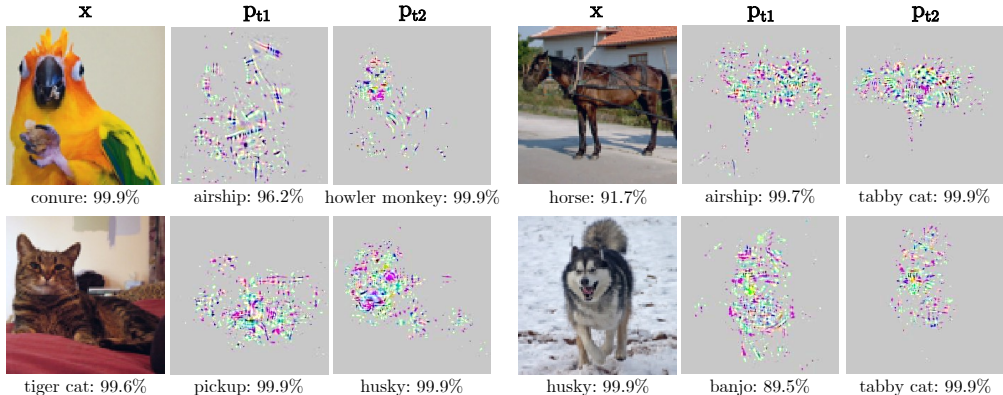 x p_t1 p_t2 x p_t1 p_t2
conure: 99.9% airship: 96.2% howler monkey: 99.9% horse: 91.7% airship: 99.7% tabby cat: 99.9%
tiger cat: 99.6% pickup: 99.9% husky: 99.9% husky: 99.9% banjo: 89.5% tabby cat: 99.9%